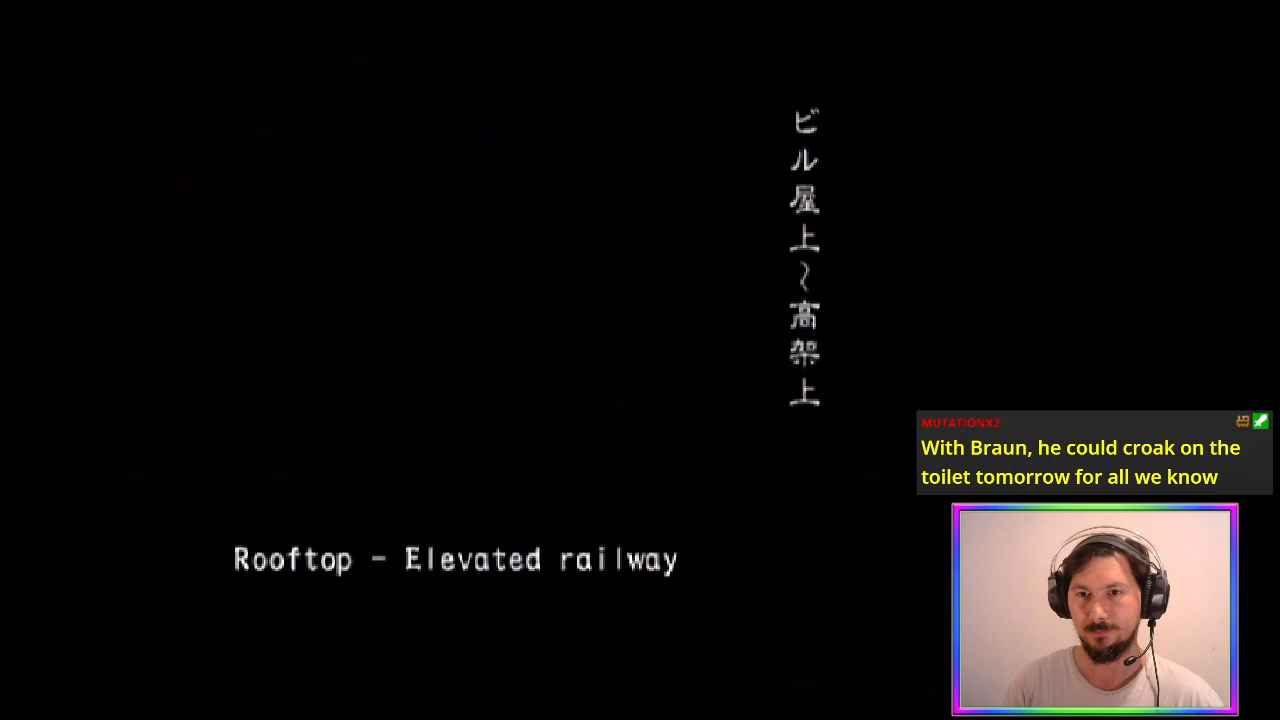 ビル屋上〜高架上
Rooftop - Elevated railway
MUTATIONX2
With Braun, he could croak on the
toilet tomorrow for all we know